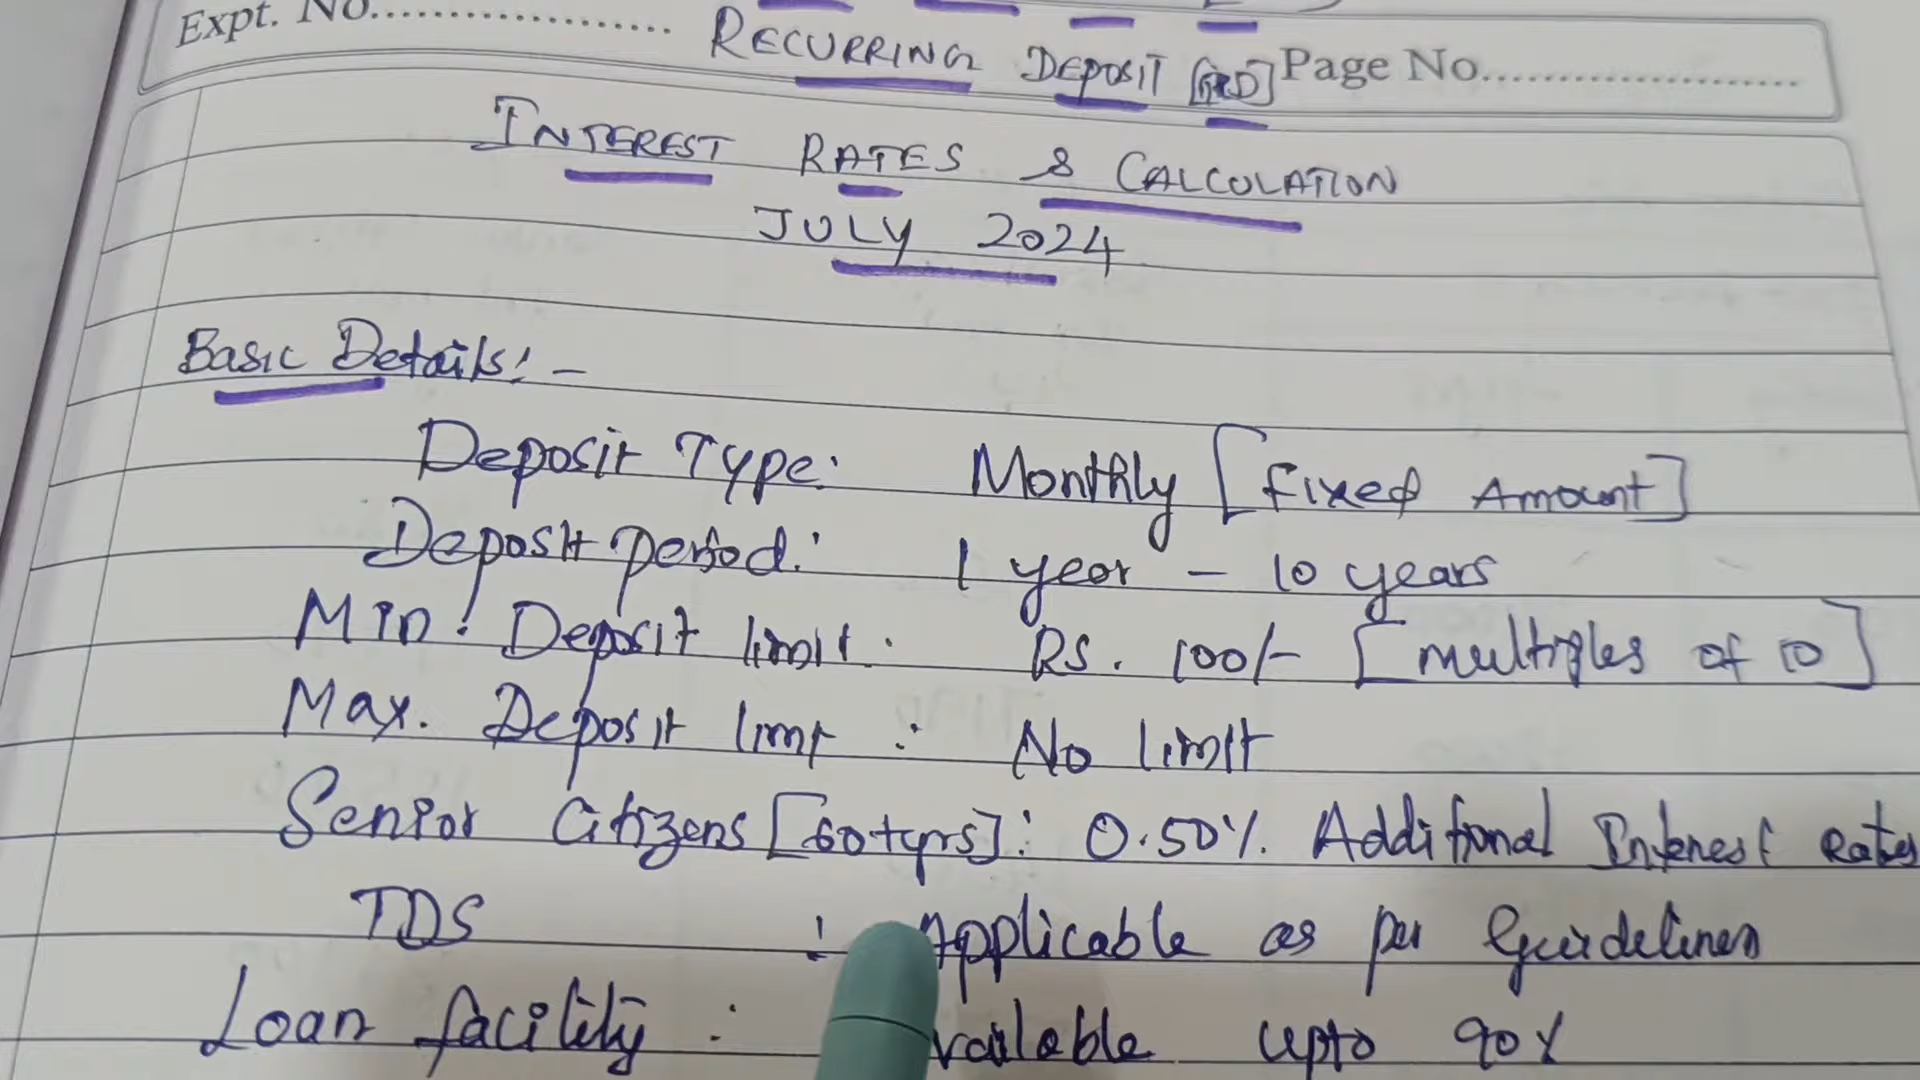 Expt. No.................... RECURRING DEPOSIT [RD] Page No.........................
INTEREST RATES & CALCULATION
JULY 2024
Basic Details:-
Deposit Type: Monthly [fixed Amount]
Deposit period: 1 year - 10 years
Min. Deposit limit: RS. 100/- [multiples of 10]
Max. Deposit limit: No limit
Senior Citizens [60+yrs]: 0.50% Additional Interest Rates
TDS : Applicable as per Guidelines
Loan facility : Available upto 90%